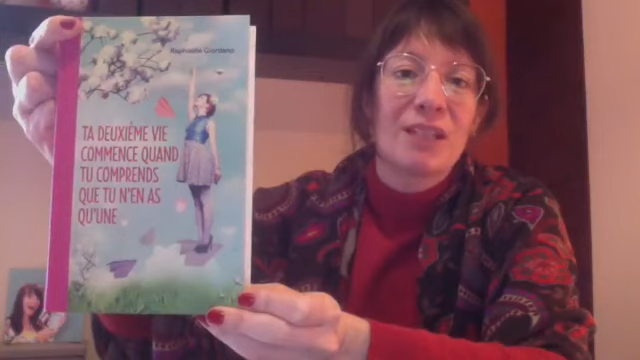 Raphaëlle Giordano
TA DEUXIÈME VIE
COMMENCE QUAND
TU COMPRENDS
QUE TU N'EN AS
QU'UNE